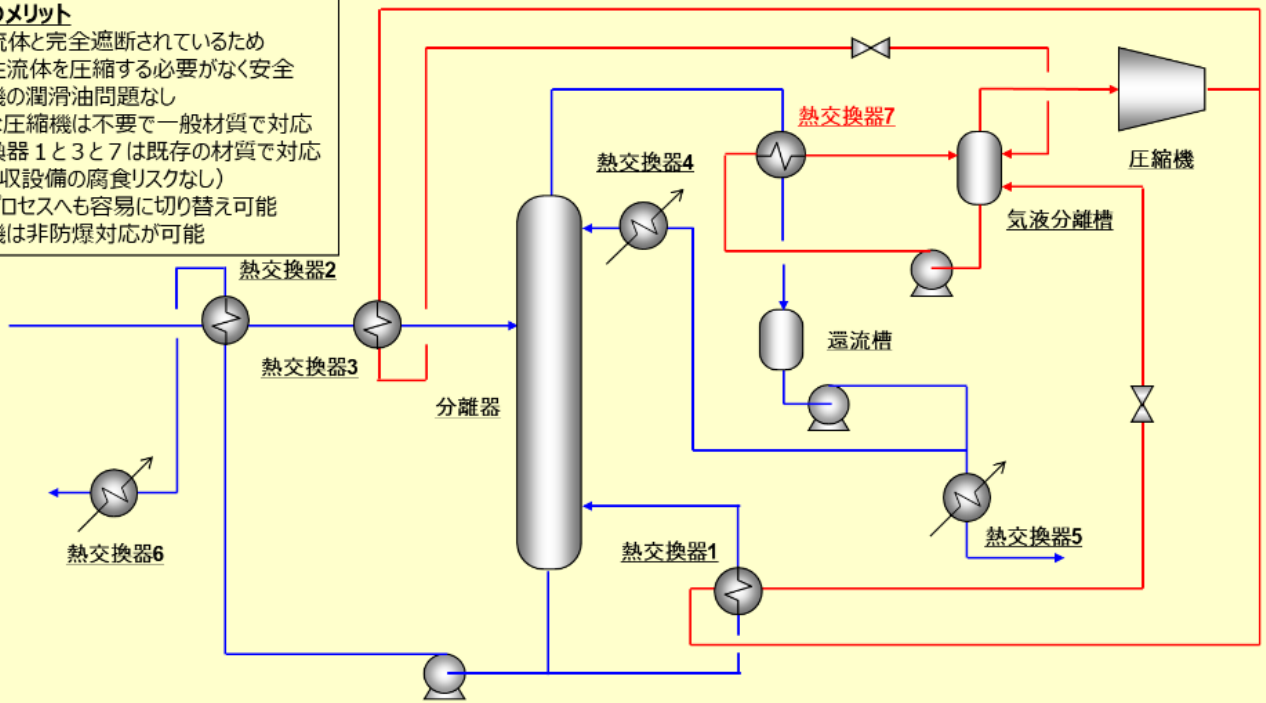 のメリット
流体と完全遮断されているため
性流体を圧縮する必要がなく安全
機の潤滑油問題なし
な圧縮機は不要で一般材質で対応
換器1と3と7は既存の材質で対応
収設備の腐食リスクなし)
プロセスへも容易に切り替え可能
機は非防爆対応が可能
熱交換器7
熱交換器4
圧縮機
気液分離槽
熱交換器2
熱交換器3
還流槽
分離器
熱交換器6
熱交換器1
熱交換器5